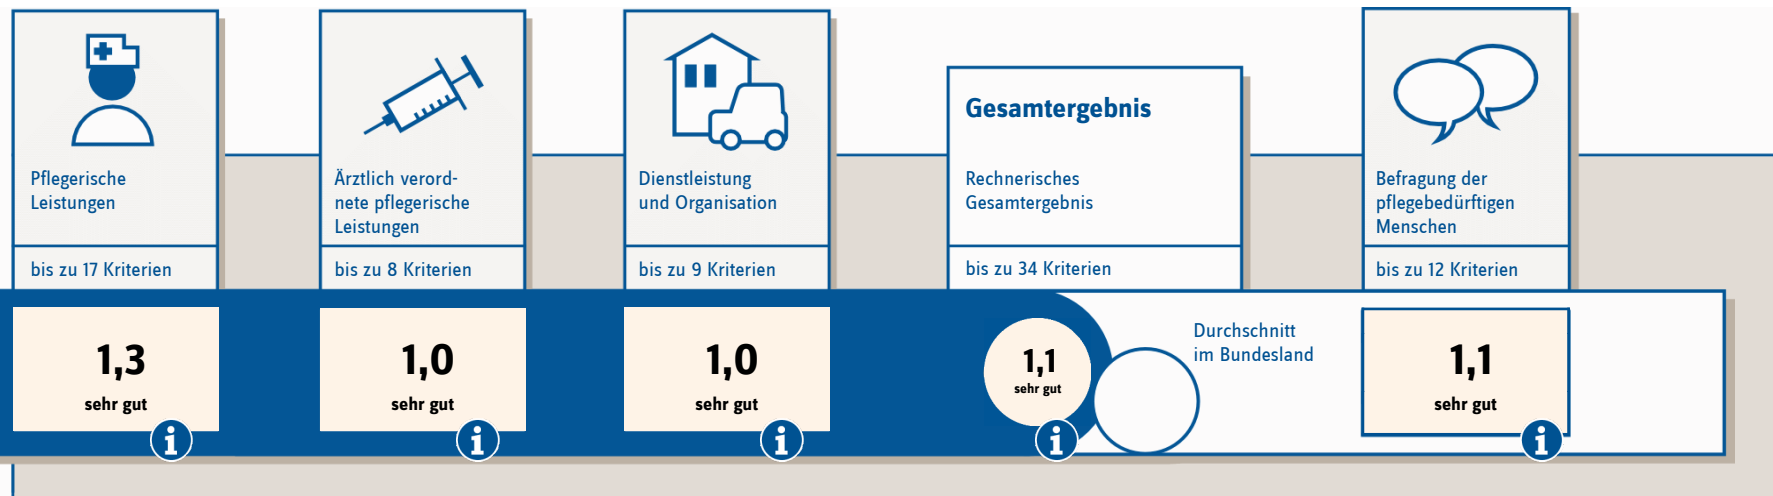 Pflegerische
Leistungen
bis zu 17 Kriterien
1,3
sehr gut
i
Ärztlich verord-
nete pflegerische
Leistungen
bis zu 8 Kriterien
1,0
sehr gut
i
Dienstleistung
und Organisation
bis zu 9 Kriterien
1,0
sehr gut
i
Gesamtergebnis
Rechnerisches
Gesamtergebnis
bis zu 34 Kriterien
1,1
sehr gut
i
Durchschnitt
im Bundesland
Befragung der
pflegebedürftigen
Menschen
bis zu 12 Kriterien
1,1
sehr gut
i